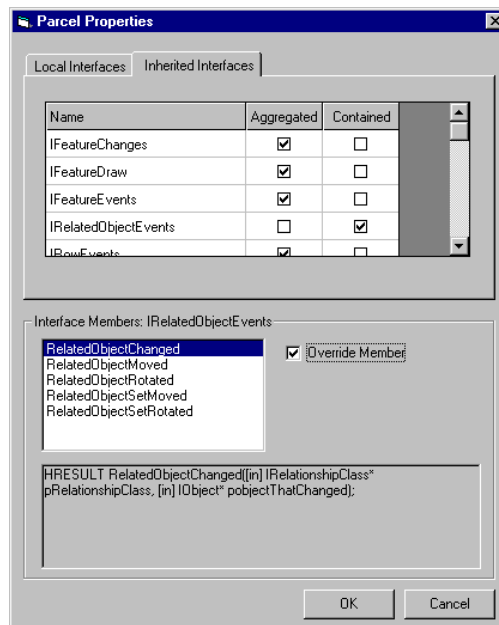 Parcel Properties
Local Interfaces Inherited Interfaces
Name Aggregated Contained
IFeatureChanges
IFeatureDraw
IFeatureEvents
IRelatedObjectEvents
IRowEvents
Interface Members: IRelatedObjectEvents
RelatedObjectChanged
Override Member
RelatedObjectMoved
RelatedObjectRotated
RelatedObjectSetMoved
RelatedObjectSetRotated
HRESULT RelatedObjectChanged([in] IRelationshipClass*
pRelationshipClass, [in] IObject* pobjectThatChanged);
OK Cancel